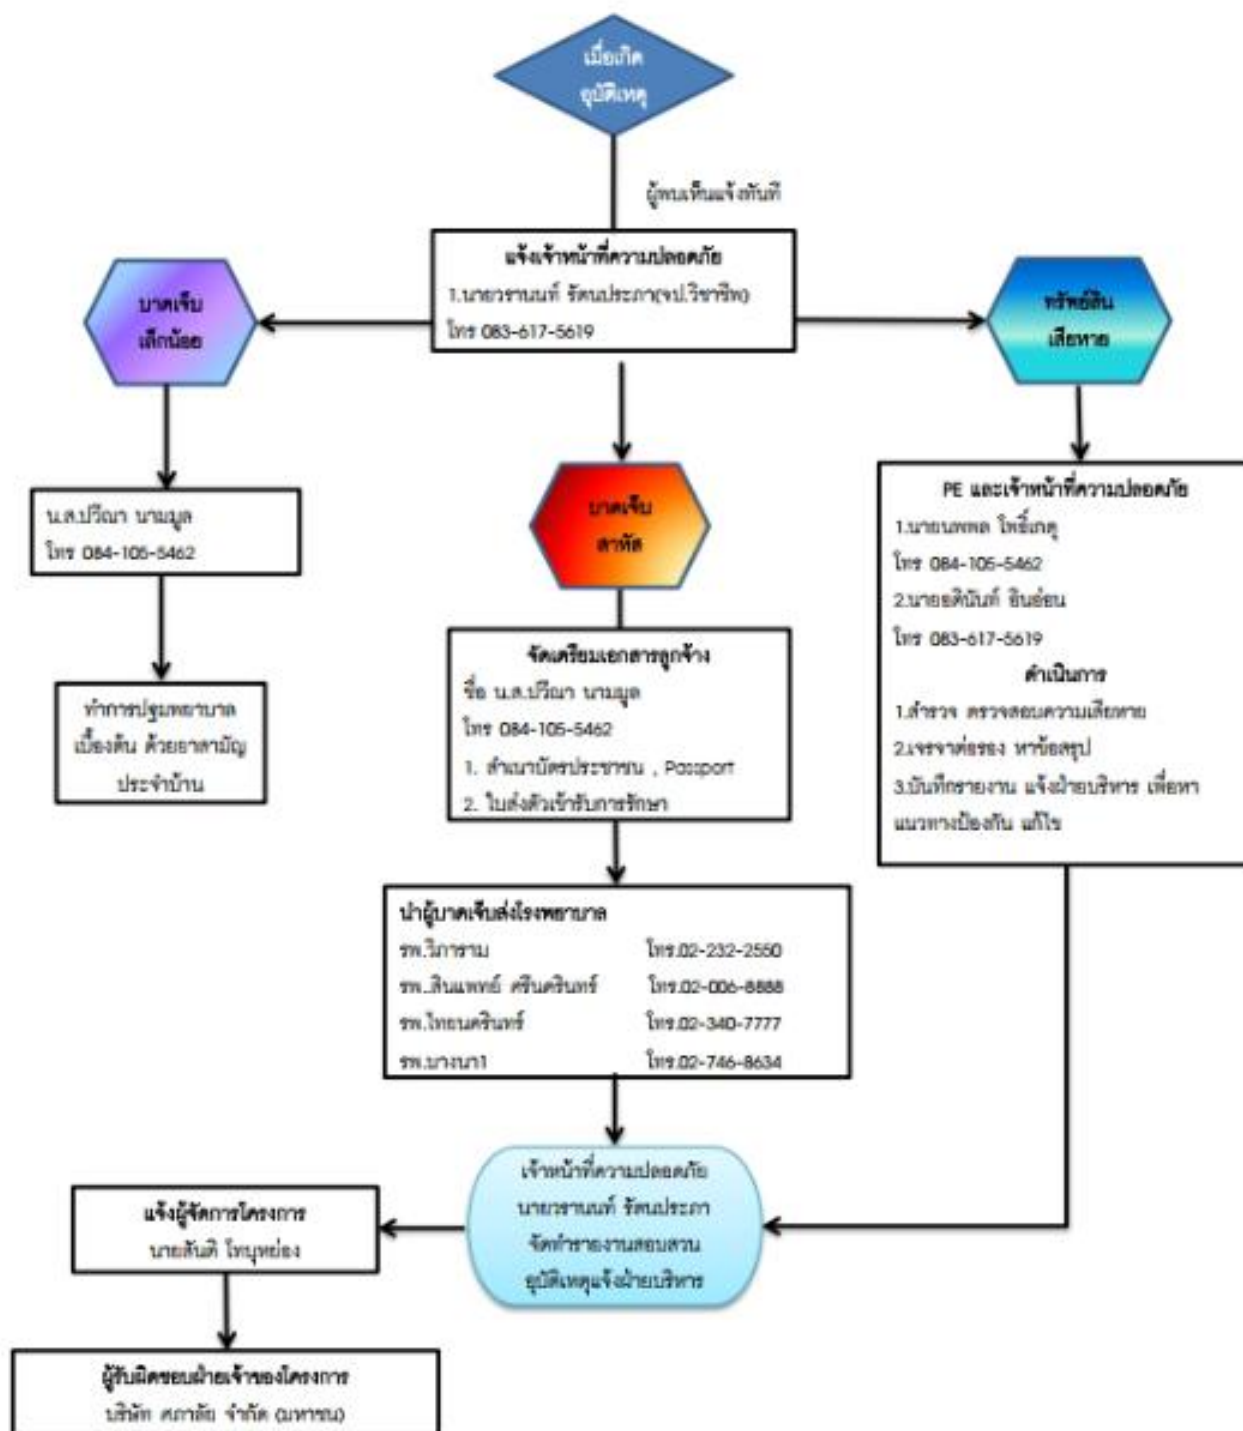 เมื่อเกิด
อุบัติเหตุ
ผู้พบเห็นแจ้งทันที
แจ้งเจ้าหน้าที่ความปลอดภัย
1.นายวรานนท์ รัตนประภา(จป.วิชาชีพ)
โทร 083-617-5619
บาดเจ็บ
เล็กน้อย
ทรัพย์สิน
เสียหาย
น.ส.ปวีณา นามมูล
โทร 084-105-5462
ทำการปฐมพยาบาล
เบื้องต้น ด้วยยาสามัญ
ประจำบ้าน
บาดเจ็บ
สาหัส
จัดเตรียมเอกสารลูกจ้าง
ชื่อ น.ส.ปวีณา นามมูล
โทร 084-105-5462
1. สำเนาบัตรประชาชน , Passport
2. ใบส่งตัวเข้ารับการรักษา
PE และเจ้าหน้าที่ความปลอดภัย
1.นายนพพล โพธิ์เกตุ
โทร 084-105-5462
2.นายอดินันท์ อินอ่อน
โทร 083-617-5619
ดำเนินการ
1.สำรวจ ตรวจสอบความเสียหาย
2.เจรจาต่อรอง หาข้อสรุป
3.บันทึกรายงาน แจ้งฝ่ายบริหาร เพื่อหา
แนวทางป้องกัน แก้ไข
นำผู้บาดเจ็บส่งโรงพยาบาล
รพ.วิภาราม โทร.02-232-2550
รพ..สินแพทย์ ศรีนครินทร์ โทร.02-006-8888
รพ.ไทยนครินทร์ โทร.02-340-7777
รพ.บางนา1 โทร.02-746-8634
เจ้าหน้าที่ความปลอดภัย
นายวรานนท์ รัตนประภา
จัดทำรายงานสอบสวน
อุบัติเหตุแจ้งฝ่ายบริหาร
แจ้งผู้จัดการโครงการ
นายสันติ โทบุหย่อง
ผู้รับผิดชอบฝ่ายเจ้าของโครงการ
บริษัท ศุภาลัย จำกัด (มหาชน)